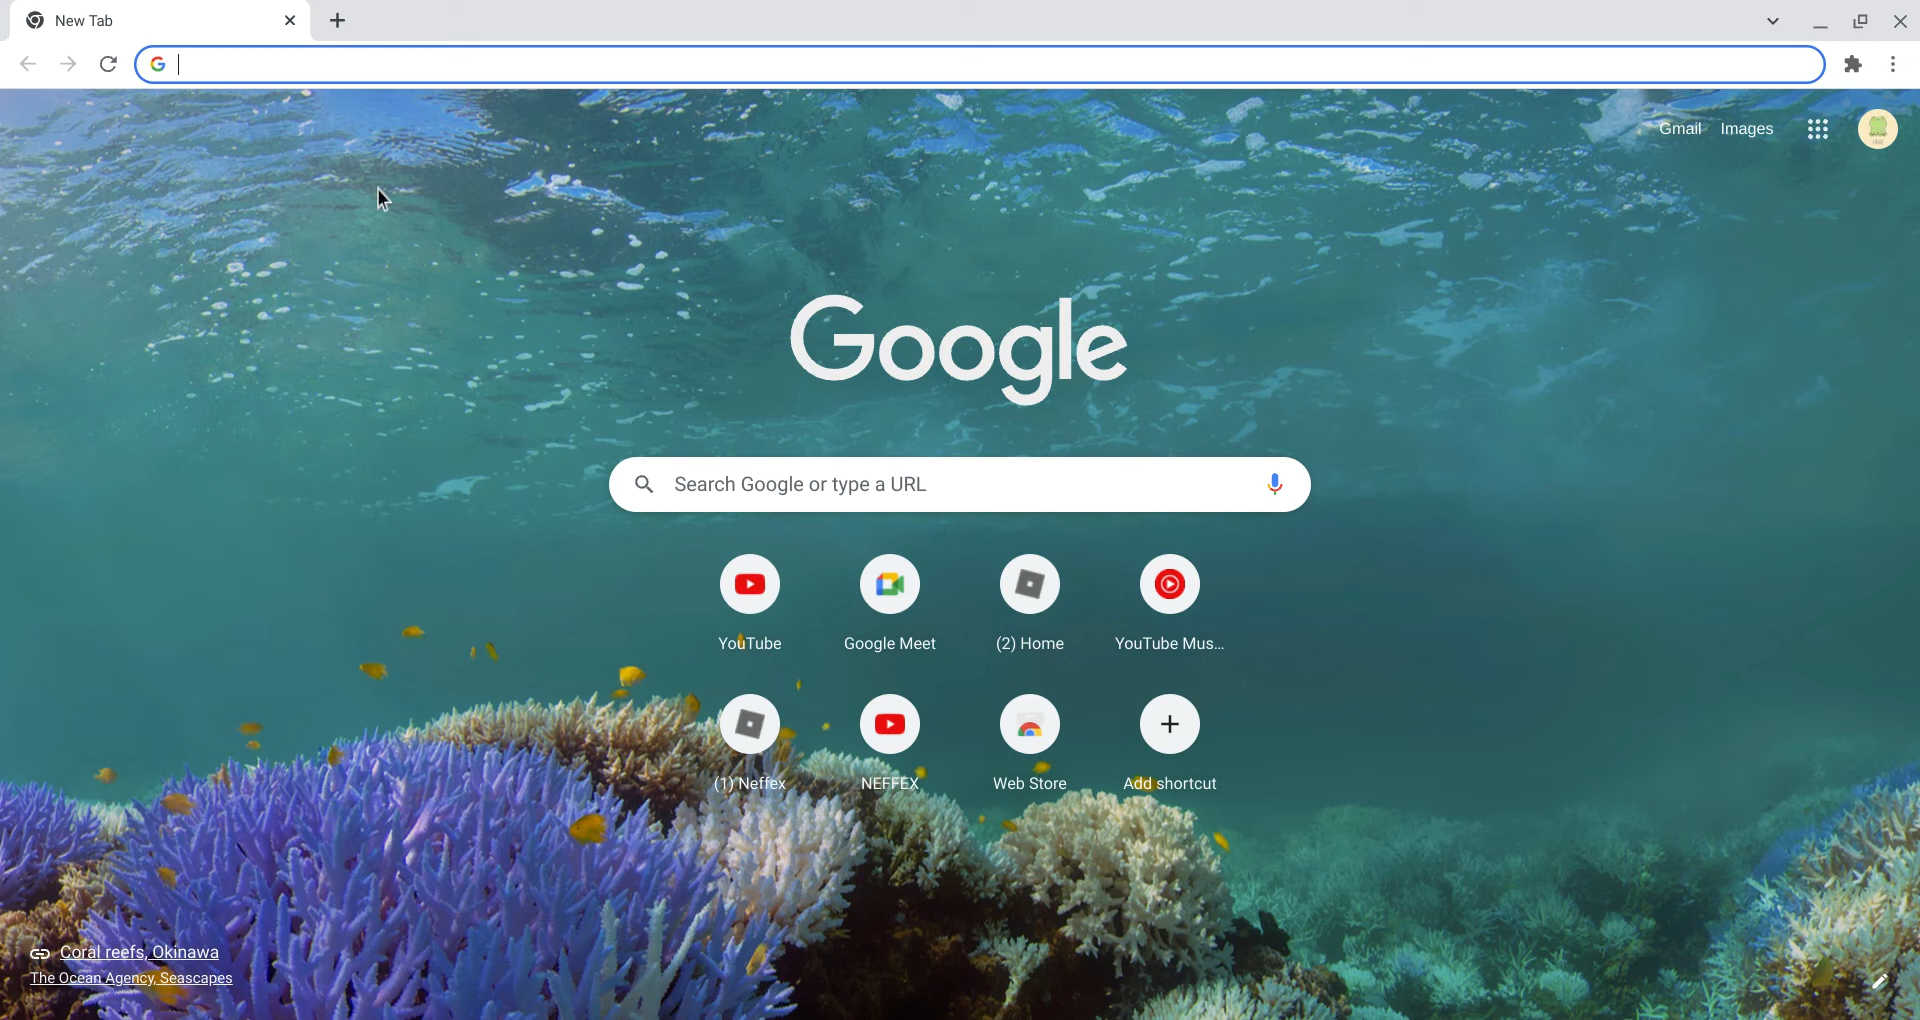 New Tab
Gmail Images
Google
Search Google or type a URL
YouTube Google Meet (2) Home YouTube Mus...
(1) Neffex NEFFEX Web Store Add shortcut
Coral reefs, Okinawa
The Ocean Agency, Seascapes